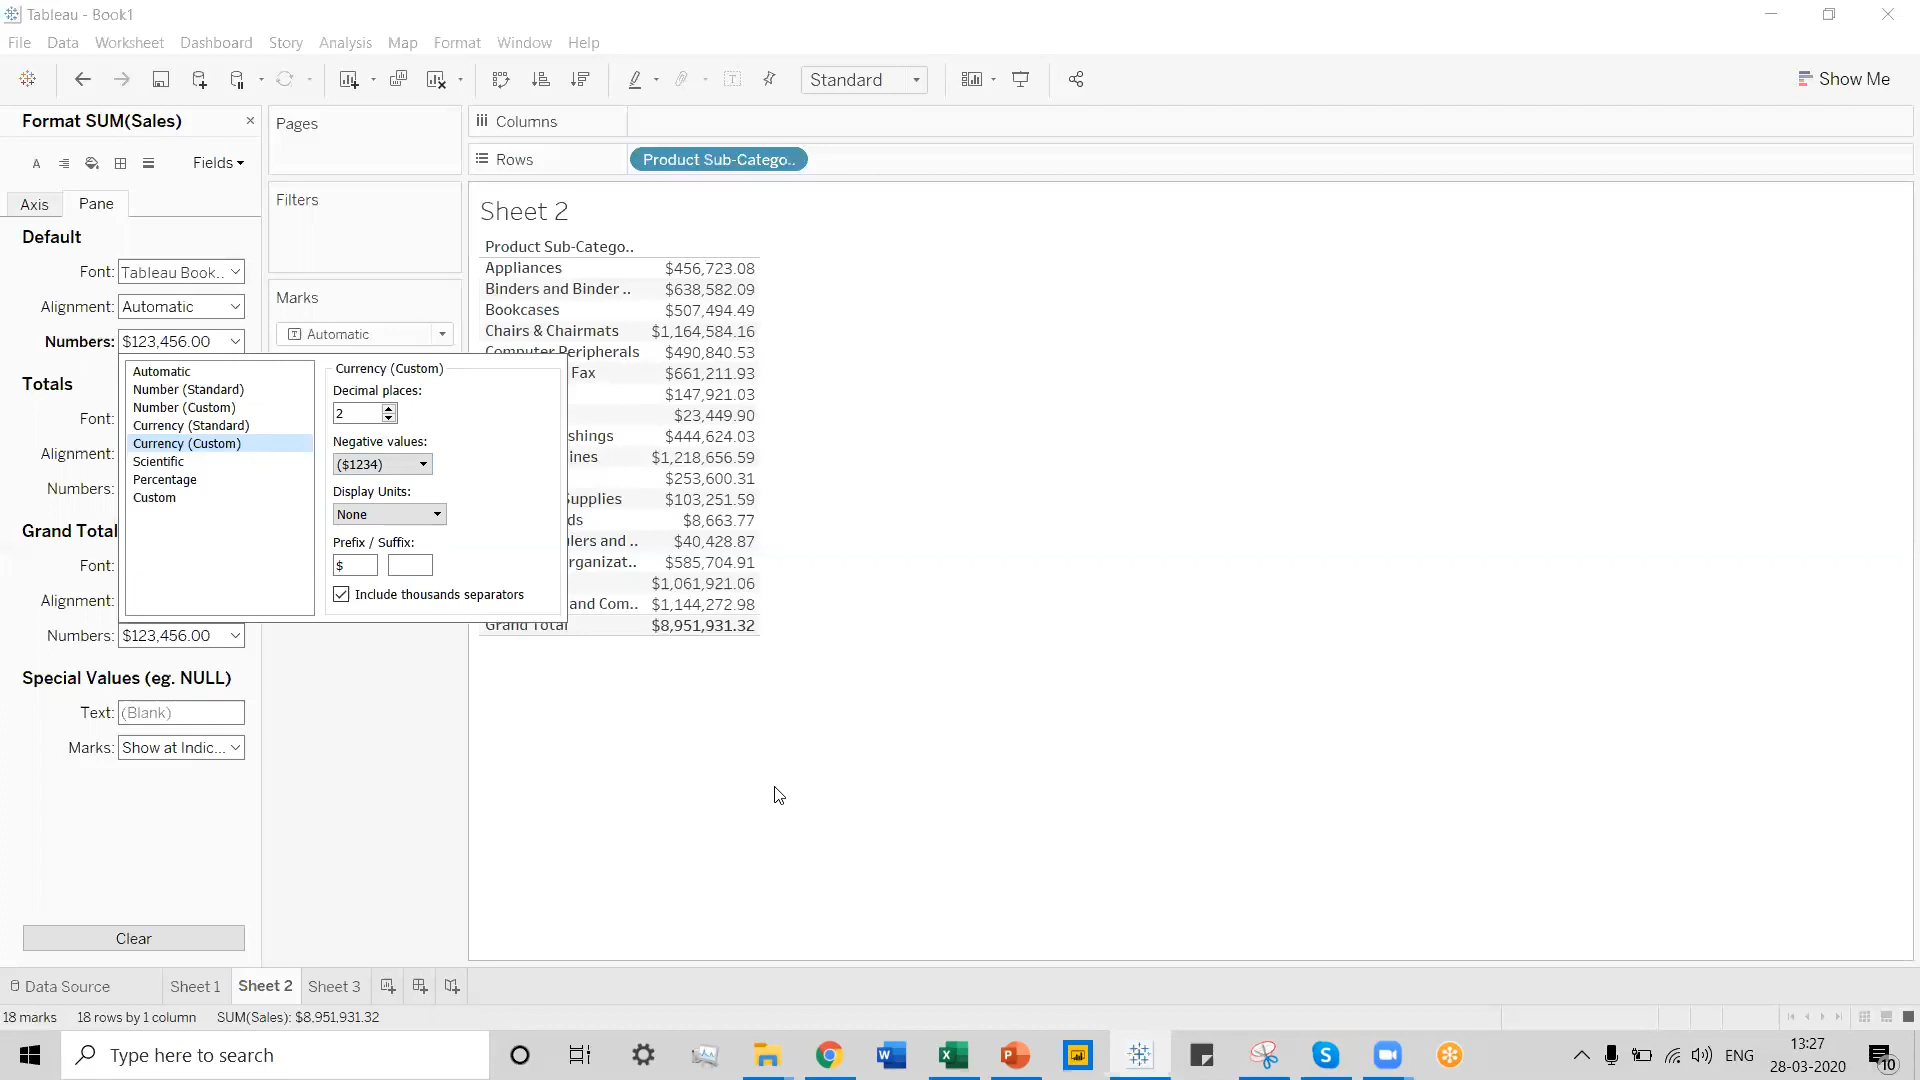 Tableau - Book1
File Data Worksheet Dashboard Story Analysis Map Format Window Help
Standard
Show Me
Format SUM(Sales)
Fields
Axis Pane
Default
Font: Tableau Book..
Alignment: Automatic
Numbers: $123,456.00
Totals
Font:
Alignment:
Numbers:
Grand Total
Font:
Alignment:
Numbers: $123,456.00
Special Values (eg. NULL)
Text: (Blank)
Marks: Show at Indic...
Clear
Automatic
Number (Standard)
Number (Custom)
Currency (Standard)
Currency (Custom)
Scientific
Percentage
Custom
Currency (Custom)
Decimal places:
2
Negative values:
($1234)
Display Units:
None
Prefix / Suffix:
$
Include thousands separators
Pages
Filters
Marks
Automatic
Columns
Rows Product Sub-Catego..
Sheet 2
Product Sub-Catego..
Appliances $456,723.08
Binders and Binder .. $638,582.09
Bookcases $507,494.49
Chairs & Chairmats $1,164,584.16
Computer Peripherals $490,840.53
Fax $661,211.93
$147,921.03
$23,449.90
shings $444,624.03
ines $1,218,656.59
$253,600.31
Supplies $103,251.59
ds $8,663.77
ulers and .. $40,428.87
rganizat.. $585,704.91
$1,061,921.06
and Com.. $1,144,272.98
Grand Total $8,951,931.32
Data Source Sheet 1 Sheet 2 Sheet 3
18 marks 18 rows by 1 column SUM(Sales): $8,951,931.32
Type here to search
ENG
13:27
28-03-2020
10